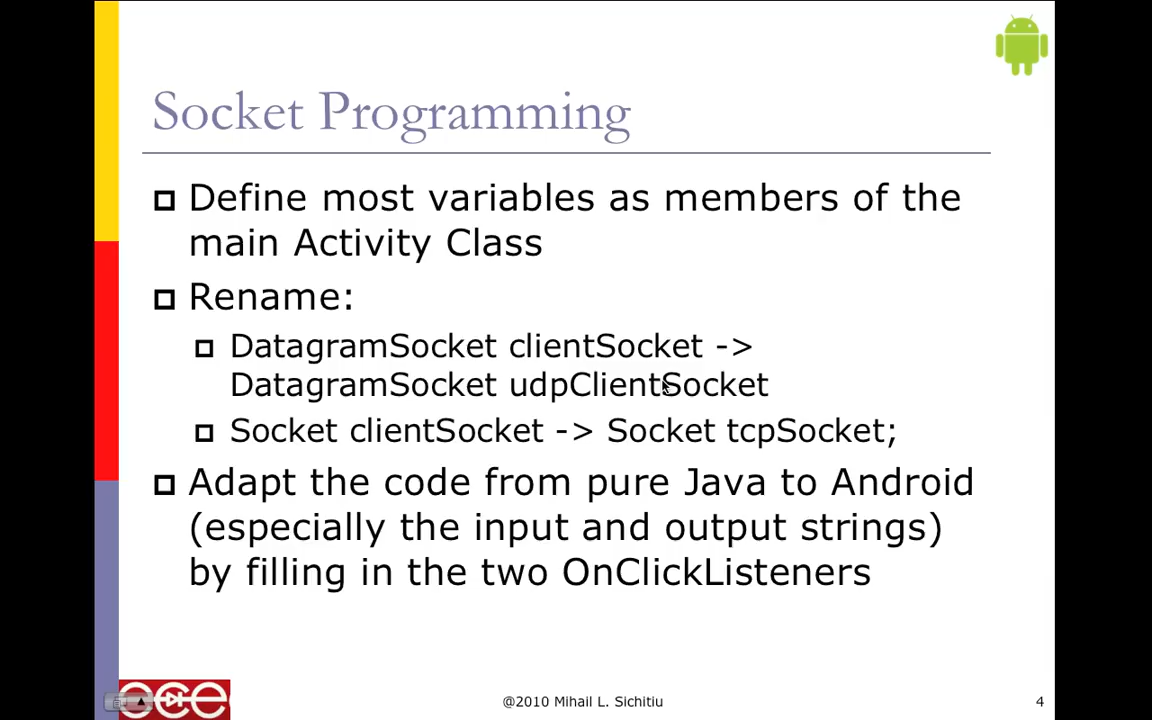 Socket Programming
Define most variables as members of the
main Activity Class
Rename:
DatagramSocket clientSocket ->
DatagramSocket udpClientSocket
Socket clientSocket -> Socket tcpSocket;
Adapt the code from pure Java to Android
(especially the input and output strings)
by filling in the two OnClickListeners
ece
@2010 Mihail L. Sichitiu
4